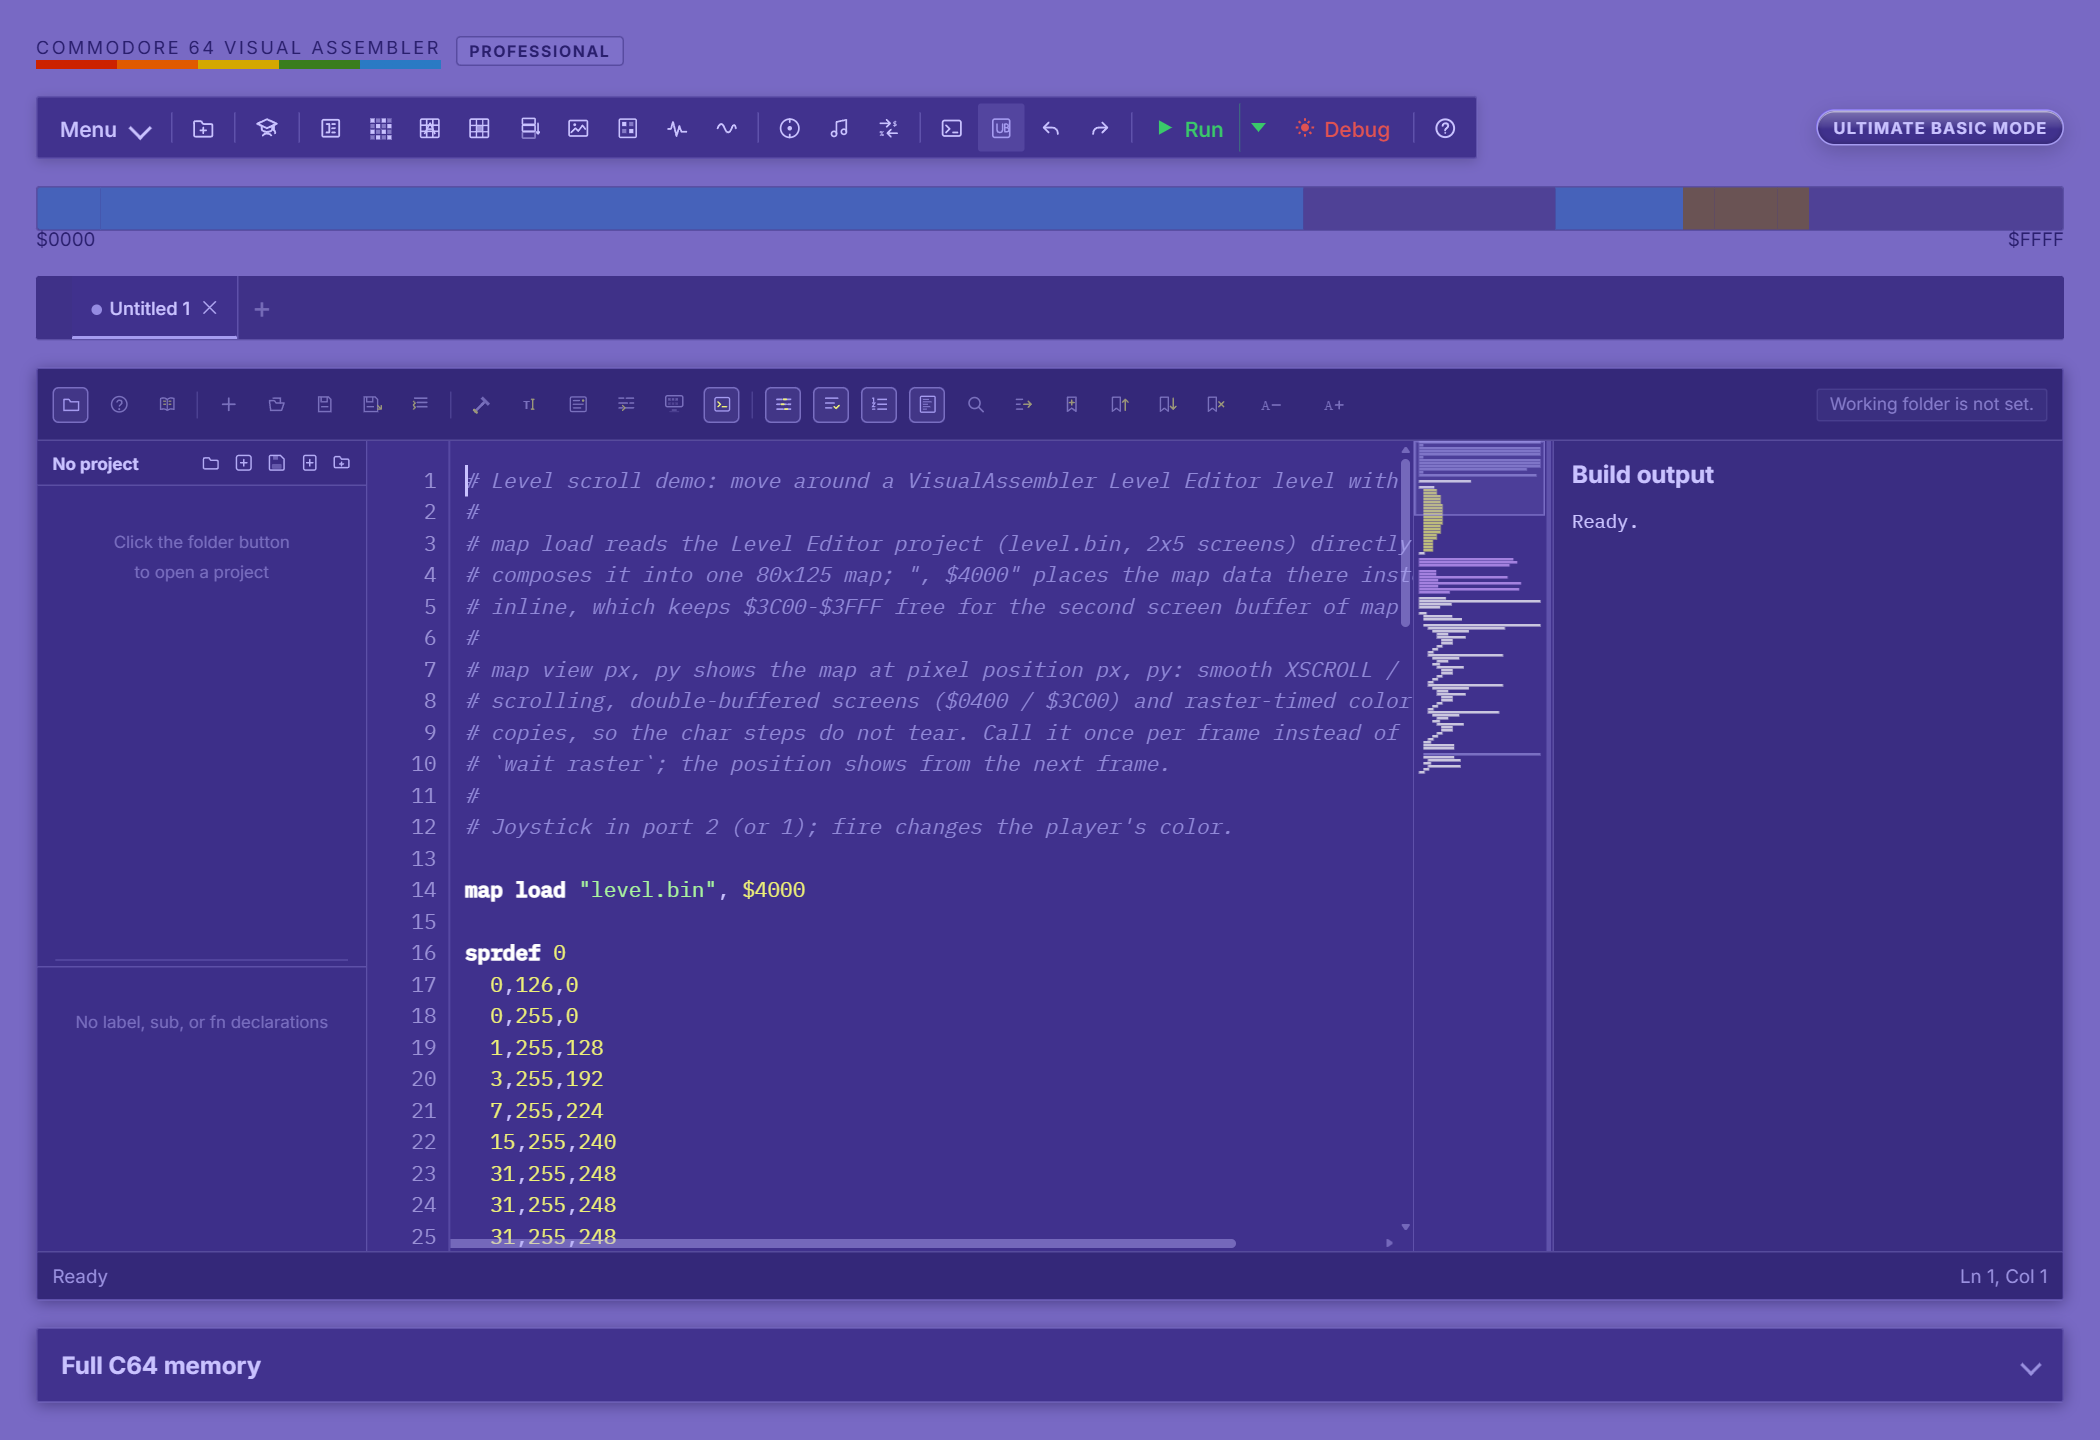 COMMODORE 64 VISUAL ASSEMBLER PROFESSIONAL
Menu Run Debug
ULTIMATE BASIC MODE
$0000 $FFFF
Untitled 1
Working folder is not set.
No project
Click the folder button
to open a project
No label, sub, or fn declarations
1 # Level scroll demo: move around a VisualAssembler Level Editor level with
2 #
3 # map load reads the Level Editor project (level.bin, 2x5 screens) directly
4 # composes it into one 80x125 map; ", $4000" places the map data there inst
5 # inline, which keeps $3C00-$3FFF free for the second screen buffer of map
6 #
7 # map view px, py shows the map at pixel position px, py: smooth XSCROLL /
8 # scrolling, double-buffered screens ($0400 / $3C00) and raster-timed color
9 # copies, so the char steps do not tear. Call it once per frame instead of
10 # `wait raster`; the position shows from the next frame.
11 #
12 # Joystick in port 2 (or 1); fire changes the player's color.
13
14 map load "level.bin", $4000
15
16 sprdef 0
17 0,126,0
18 0,255,0
19 1,255,128
20 3,255,192
21 7,255,224
22 15,255,240
23 31,255,248
24 31,255,248
25 31,255,248
Build output
Ready.
Ready
Ln 1, Col 1
Full C64 memory